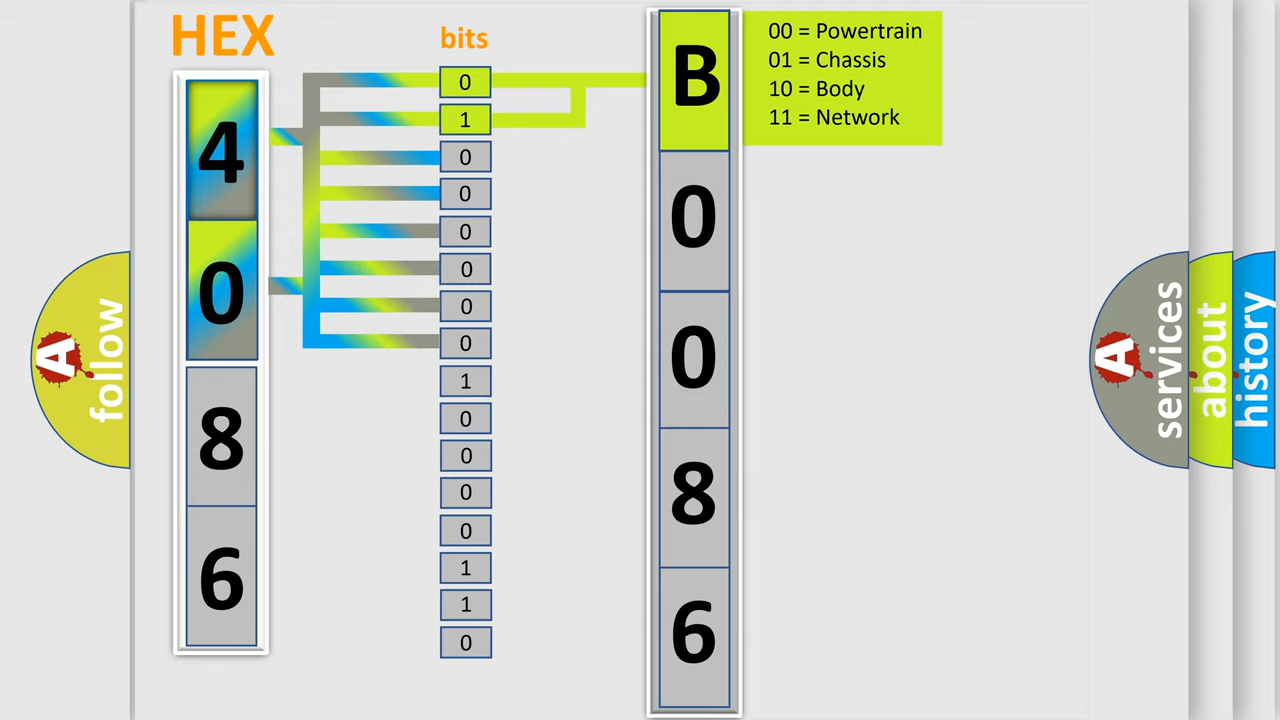 HEX
bits
4
0
8
6
0
1
0
0
0
0
0
0
1
0
0
0
0
1
1
0
B
0
0
8
6
00 = Powertrain
01 = Chassis
10 = Body
11 = Network
A
follow
A
services
about
history